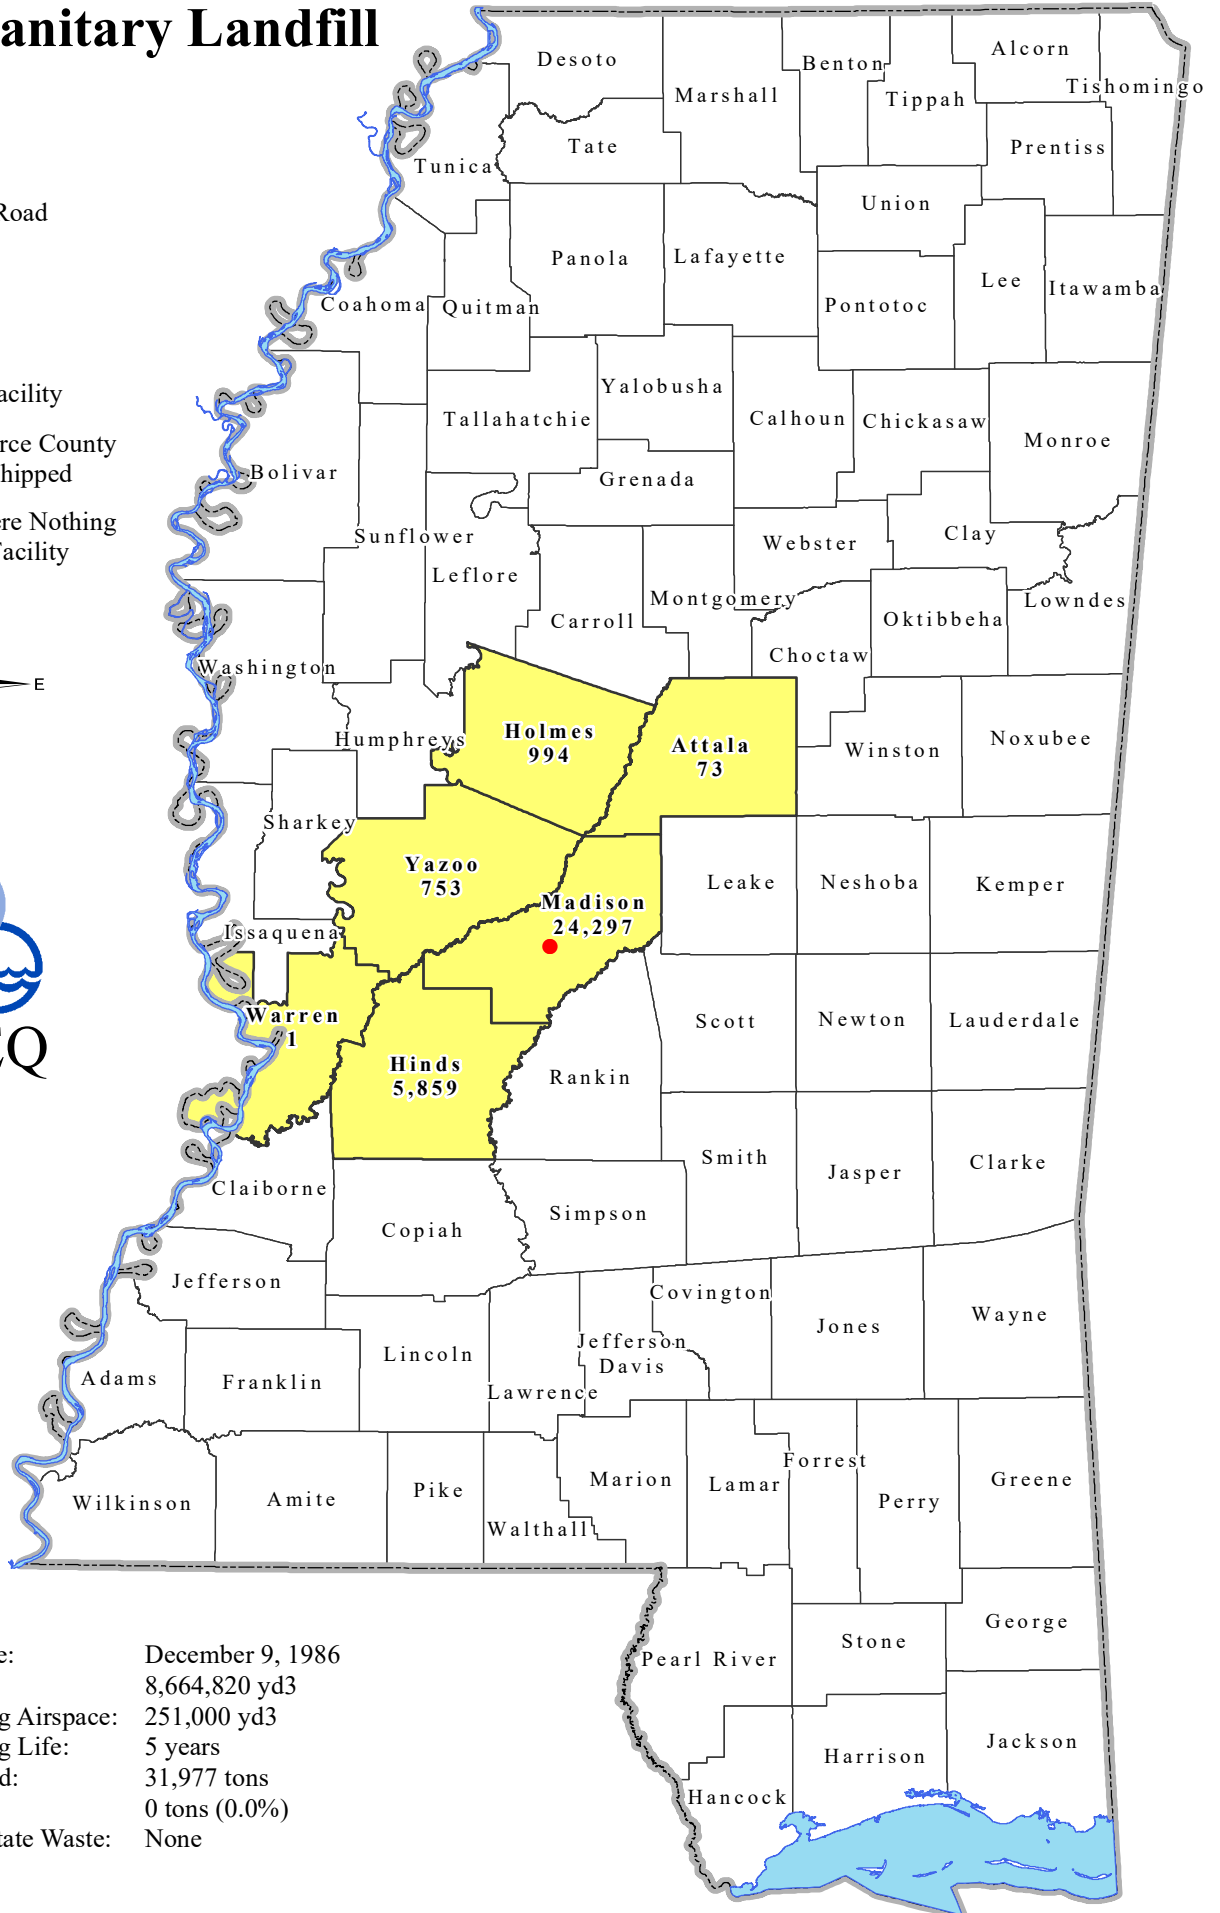 anitary Landfill
Road
acility
rce County
hipped
ere Nothing
Facility
E
CQ
Desoto
Marshall
Benton
Tippah
Alcorn
Tishomingo
Prentiss
Tunica
Tate
Union
Panola
Lafayette
Pontotoc
Lee
Itawamba
Coahoma
Quitman
Yalobusha
Tallahatchie
Calhoun
Chickasaw
Monroe
Bolivar
Grenada
Sunflower
Leflore
Webster
Clay
Carroll
Montgomery
Oktibbeha
Lowndes
Choctaw
Washington
Humphreys
Holmes
994
Attala
73
Winston
Noxubee
Sharkey
Yazoo
753
Madison
24,297
Leake
Neshoba
Kemper
Issaquena
Warren
1
Hinds
5,859
Rankin
Scott
Newton
Lauderdale
Smith
Jasper
Clarke
Claiborne
Copiah
Simpson
Jefferson
Covington
Jefferson
Davis
Jones
Wayne
Adams
Franklin
Lincoln
Lawrence
Wilkinson
Amite
Pike
Walthall
Marion
Lamar
Forrest
Perry
Greene
Pearl River
Stone
George
Hancock
Harrison
Jackson
e: December 9, 1986
8,664,820 yd3
g Airspace: 251,000 yd3
g Life: 5 years
d: 31,977 tons
0 tons (0.0%)
tate Waste: None